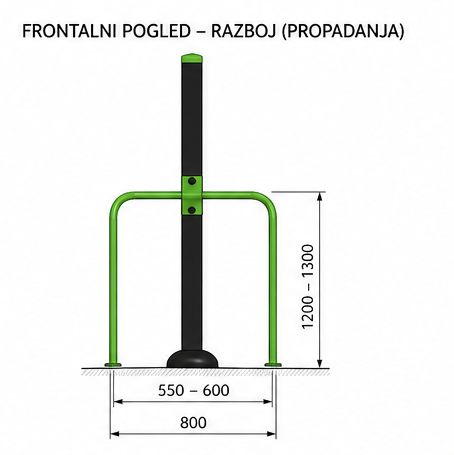 FRONTALNI POGLED – RAZBOJ (PROPADANJA)
1200 – 1300
550 – 600
800